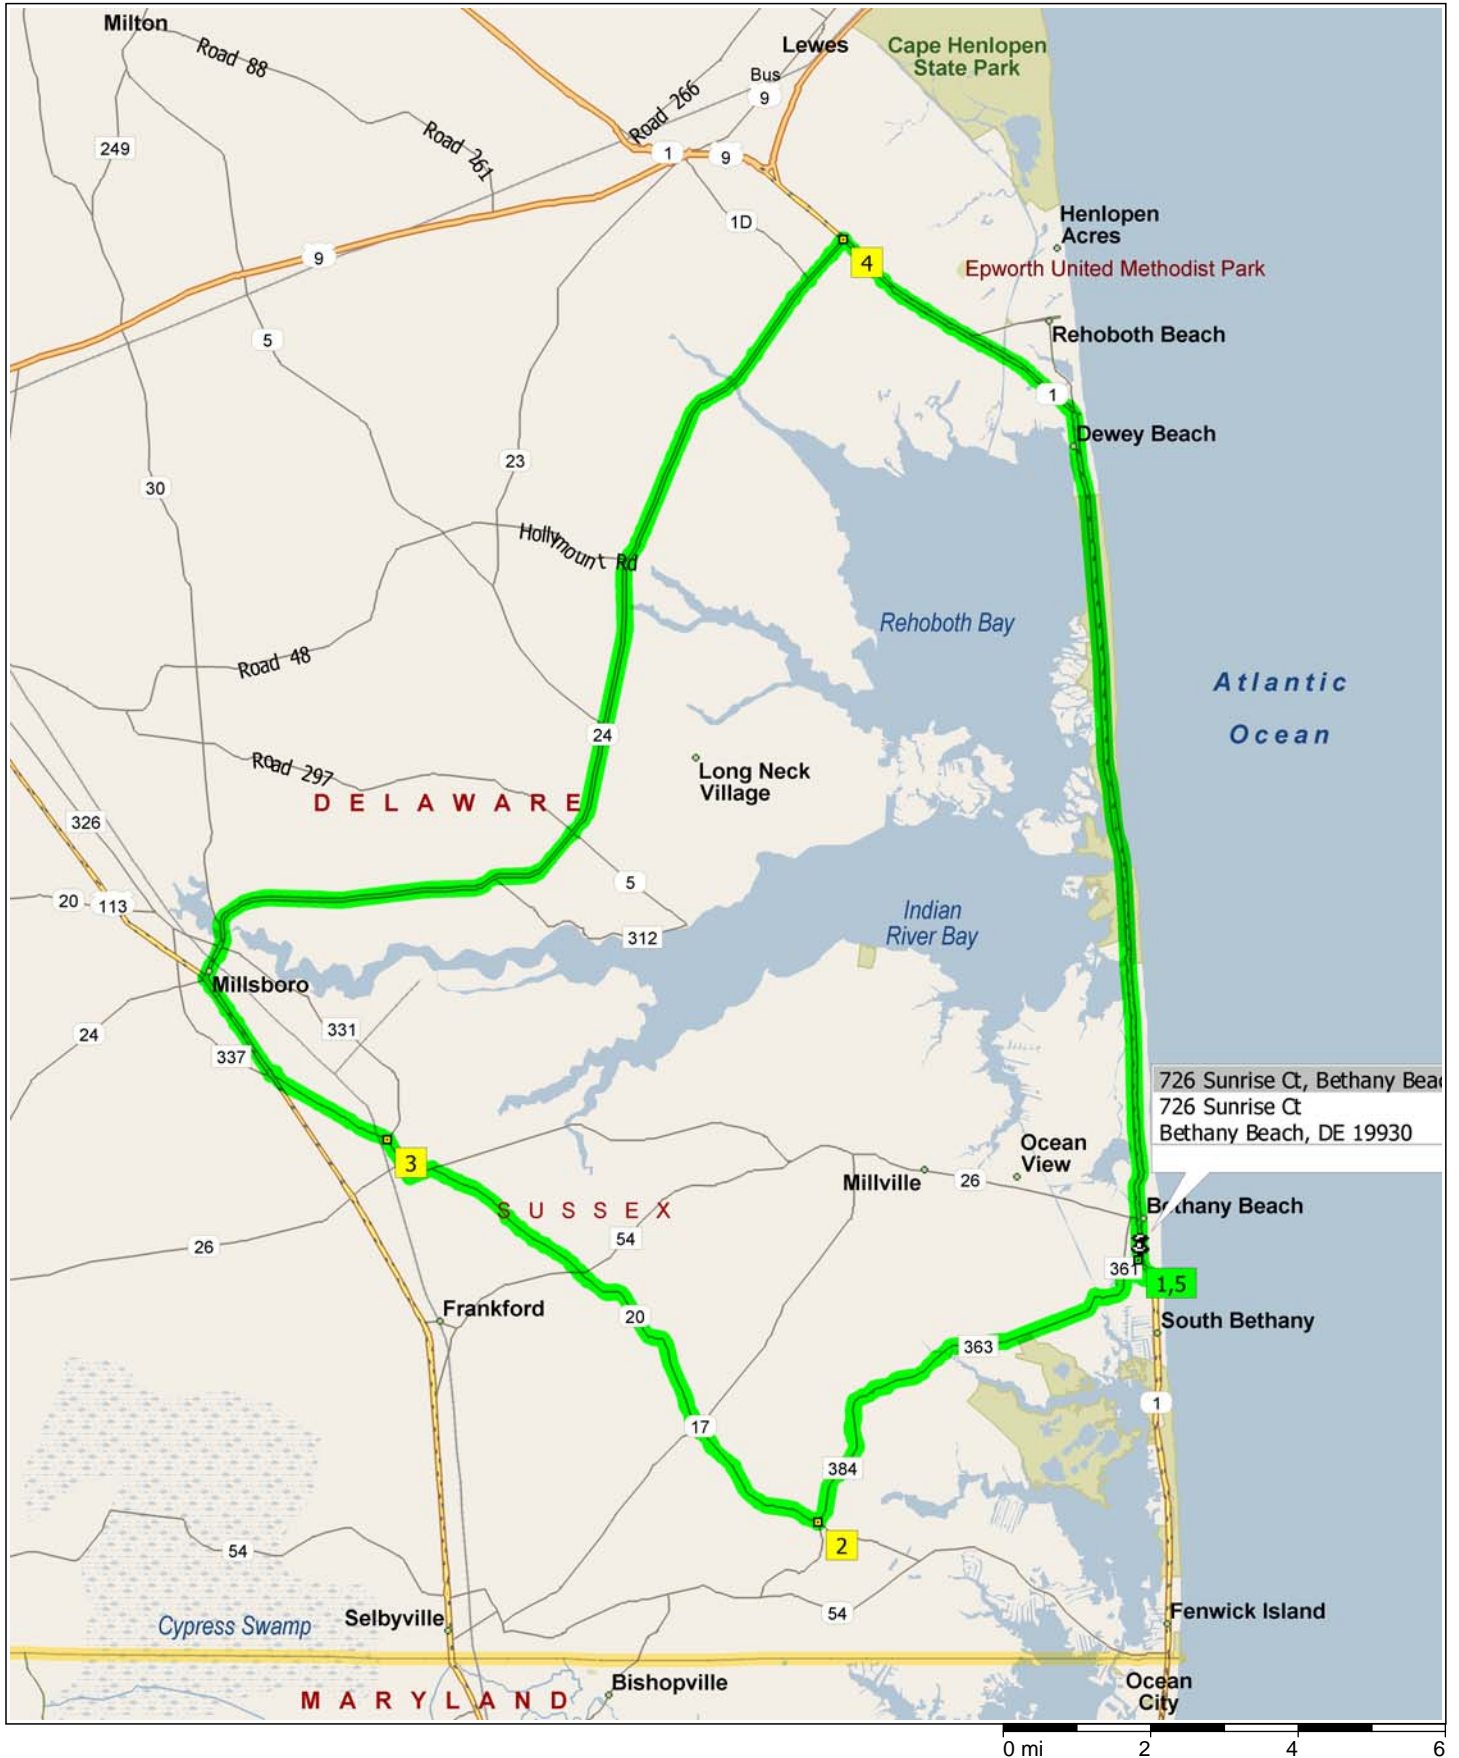 Milton
Lewes
Cape Henlopen
State Park
Road 88
Bus
9
Road 266
249
Road 261
1
9
1D
Henlopen
Acres
9
4
Epworth United Methodist Park
5
Rehoboth Beach
1
Dewey Beach
23
30
Hollymount Rd
Rehoboth Bay
Road 48
Atlantic
Ocean
24
Road 297
Long Neck
Village
DELAWARE
326
5
20
113
Indian
River Bay
312
Millsboro
24
331
337
726 Sunrise Ct, Bethany Bea
726 Sunrise Ct
Bethany Beach, DE 19930
3
Ocean
View
Millville
26
SUSSEX
Bethany Beach
54
26
361
1,5
Frankford
20
South Bethany
363
1
17
384
2
54
54
Cypress Swamp
Selbyville
Fenwick Island
MARYLAND
Bishopville
Ocean
City
0 mi 2 4 6